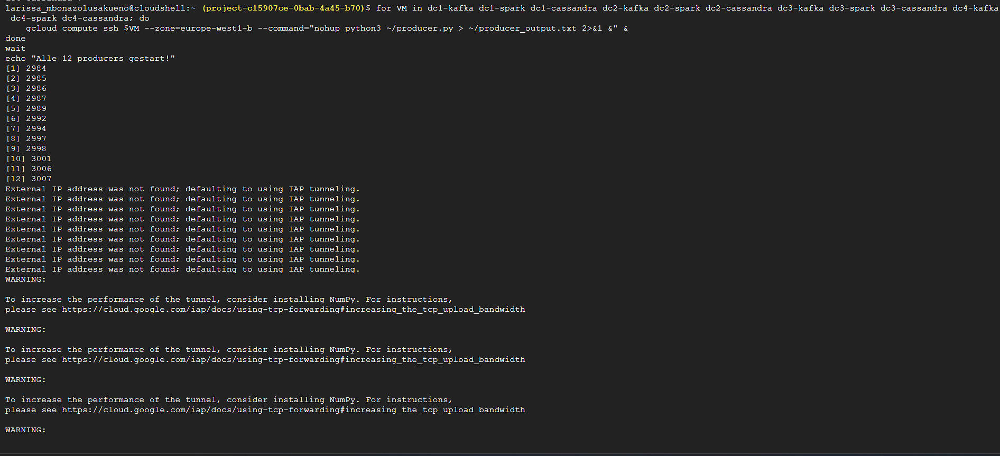 larissa_mbonazolusakueno@cloudshell:~ (project-c15907ce-0bab-4a45-b70)$ for VM in dc1-kafka dc1-spark dc1-cassandra dc2-kafka dc2-spark dc2-cassandra dc3-kafka dc3-spark dc3-cassandra dc4-kafka
dc4-spark dc4-cassandra; do
gcloud compute ssh $VM --zone=europe-west1-b --command="nohup python3 ~/producer.py > ~/producer_output.txt 2>&1 &" &
done
wait
echo "Alle 12 producers gestart!"
[1] 2984
[2] 2985
[3] 2986
[4] 2987
[5] 2989
[6] 2992
[7] 2994
[8] 2997
[9] 2998
[10] 3001
[11] 3006
[12] 3007
External IP address was not found; defaulting to using IAP tunneling.
External IP address was not found; defaulting to using IAP tunneling.
External IP address was not found; defaulting to using IAP tunneling.
External IP address was not found; defaulting to using IAP tunneling.
External IP address was not found; defaulting to using IAP tunneling.
External IP address was not found; defaulting to using IAP tunneling.
External IP address was not found; defaulting to using IAP tunneling.
External IP address was not found; defaulting to using IAP tunneling.
External IP address was not found; defaulting to using IAP tunneling.
WARNING:
To increase the performance of the tunnel, consider installing NumPy. For instructions,
please see https://cloud.google.com/iap/docs/using-tcp-forwarding#increasing_the_tcp_upload_bandwidth
WARNING:
To increase the performance of the tunnel, consider installing NumPy. For instructions,
please see https://cloud.google.com/iap/docs/using-tcp-forwarding#increasing_the_tcp_upload_bandwidth
WARNING:
To increase the performance of the tunnel, consider installing NumPy. For instructions,
please see https://cloud.google.com/iap/docs/using-tcp-forwarding#increasing_the_tcp_upload_bandwidth
WARNING: